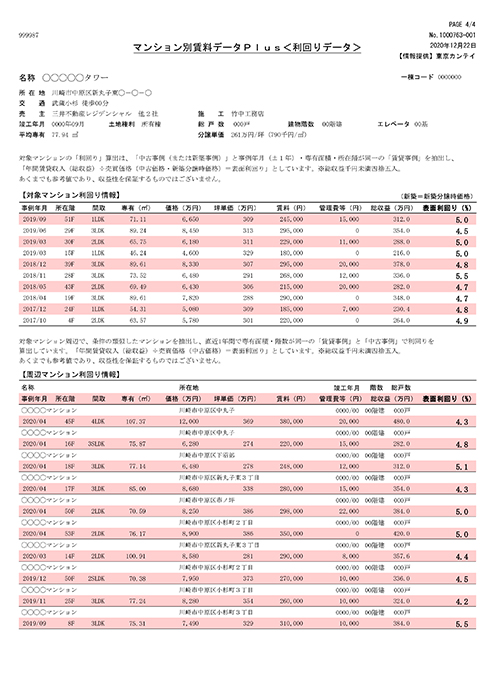 PAGE 4/4
999987
No.1000763-001
2020年12月22日
マンション別賃料データPlus<利回りデータ>
【情報提供】東京カンテイ
名称 ○○○○○タワー
一棟コード 0000000
所在地 川崎市中原区新丸子東○-○-○
交通 武蔵小杉 徒歩00分
売主 三井不動産レジデンシャル 他2社 施工 竹中工務店
竣工年月 0000年09月 土地権利 所有権 総戸数 000戸 建物階数 00階建 エレベータ 00基
平均専有 77.94 ㎡ 分譲単価 261万円/坪 (790千円/㎡)
対象マンションの「利回り」算出は、「中古事例(または新築事例)」と事例年月(±1年)・専有面積・所在階が同一の「賃貸事例」を抽出し、
「年間賃貸収入(総収益)÷売買価格(中古価格・新築分譲時価格)=表面利回り」としています。※総収益千円未満四捨五入。
あくまでも参考値であり、収益性を保証するものではございません。
【対象マンション利回り情報】
(新築=新築分譲時価格)
事例年月 所在階 間取 専有(㎡) 価格(万円) 坪単価(万円) 賃料(円) 管理費等(円) 総収益(万円) 表面利回り(%)
2019/09 51F 1LDK 71.11 6,650 309 245,000 15,000 312.0 5.0
2019/06 29F 3LDK 89.24 8,450 313 295,000 0 354.0 4.5
2019/03 30F 2LDK 65.75 6,180 311 229,000 11,000 288.0 5.0
2019/03 15F 1LDK 46.24 4,600 329 180,000 0 216.0 5.0
2018/12 39F 3LDK 89.61 8,330 307 295,000 20,000 378.0 4.8
2018/11 28F 3LDK 73.52 6,480 291 268,000 12,000 336.0 5.5
2018/05 43F 2LDK 69.49 6,430 306 215,000 20,000 282.0 4.7
2018/04 19F 3LDK 89.61 7,820 288 290,000 0 348.0 4.7
2017/12 24F 1LDK 54.31 5,080 309 185,000 7,000 230.4 4.8
2017/10 4F 2LDK 63.57 5,780 301 220,000 0 264.0 4.9
対象マンション周辺で、条件の類似したマンションを抽出し、直近1年間で専有面積・階数が同一の「賃貸事例」と「中古事例」で利回りを
算出しています。「年間賃貸収入(総収益)÷売買価格(中古価格)=表面利回り」としています。※総収益千円未満四捨五入。
あくまでも参考値であり、収益性を保証するものではございません。
【周辺マンション利回り情報】
名称 所在地 竣工年月 階数 総戸数
事例年月 所在階 間取 専有(㎡) 価格(万円) 坪単価(万円) 賃料(円) 管理費等(円) 総収益(万円) 表面利回り(%)
○○○○マンション 川崎市中原区中丸子 0000/00 00階建 000戸
2020/04 45F 4LDK 107.37 12,000 369 380,000 20,000 480.0 4.3
○○○○マンション 川崎市中原区中丸子 0000/00 00階建 000戸
2020/04 16F 3SLDK 75.87 6,280 274 220,000 15,000 282.0 4.8
○○○○マンション 川崎市中原区下沼部 0000/00 00階建 000戸
2020/04 18F 3LDK 77.14 6,480 278 248,000 12,000 312.0 5.1
○○○○マンション 川崎市中原区新丸子東3丁目 0000/00 00階建 000戸
2020/04 17F 3LDK 85.00 8,680 338 280,000 15,000 354.0 4.3
○○○○マンション 川崎市中原区市ノ坪 0000/00 00階建 000戸
2020/04 50F 2LDK 70.59 8,250 386 298,000 22,000 384.0 5.0
○○○○マンション 川崎市中原区小杉町2丁目 0000/00 00階建 000戸
2020/04 53F 2LDK 76.17 8,900 386 350,000 0 420.0 5.0
○○○○マンション 川崎市中原区新丸子東3丁目 0000/00 00階建 000戸
2020/03 14F 2LDK 100.91 8,580 281 290,000 8,000 357.6 4.4
○○○○マンション 川崎市中原区小杉町2丁目 0000/00 00階建 000戸
2019/12 50F 2SLDK 70.38 7,950 373 270,000 10,000 336.0 4.5
○○○○マンション 川崎市中原区小杉町3丁目 0000/00 00階建 000戸
2019/11 25F 3LDK 77.24 8,280 354 260,000 10,000 324.0 4.2
○○○○マンション 川崎市中原区小杉町3丁目 0000/00 00階建 000戸
2019/09 8F 3LDK 75.31 7,490 329 310,000 10,000 384.0 5.5